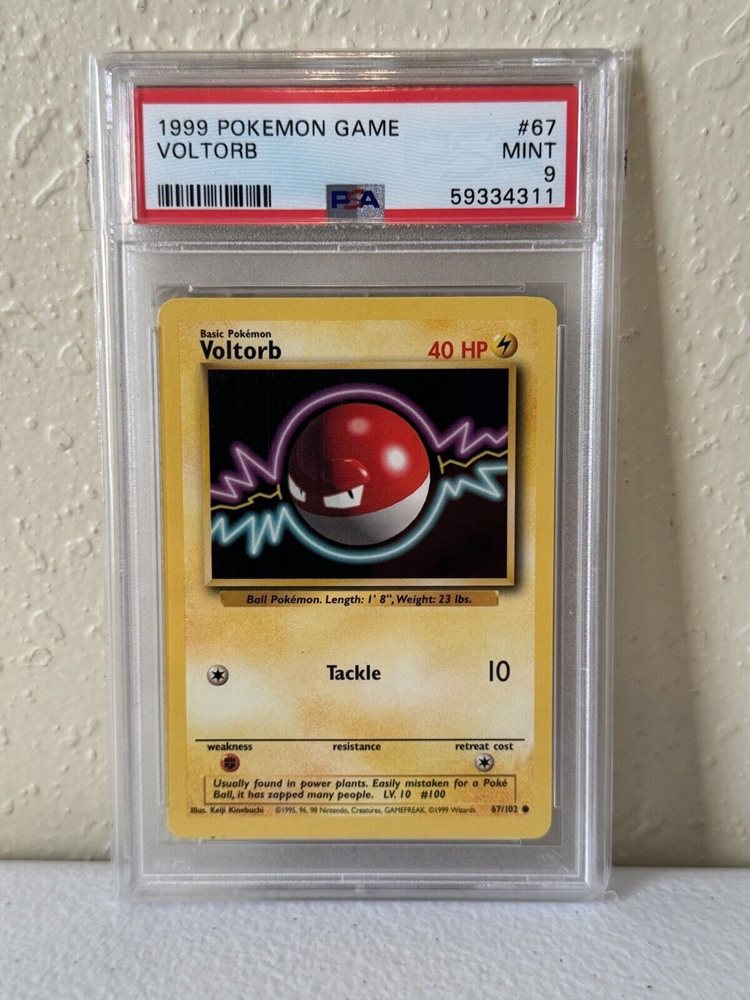 1999 POKEMON GAME #67
VOLTORB MINT
9
PSA 59334311
Basic Pokémon
Voltorb 40 HP
Ball Pokémon. Length: 1' 8", Weight: 23 lbs.
Tackle 10
weakness resistance retreat cost
Usually found in power plants. Easily mistaken for a Poké
Ball, it has zapped many people. LV. 10 #100
Illus. Keiji Kinebuchi ©1995, 96, 98 Nintendo, Creatures, GAMEFREAK. ©1999 Wizards. 67/102